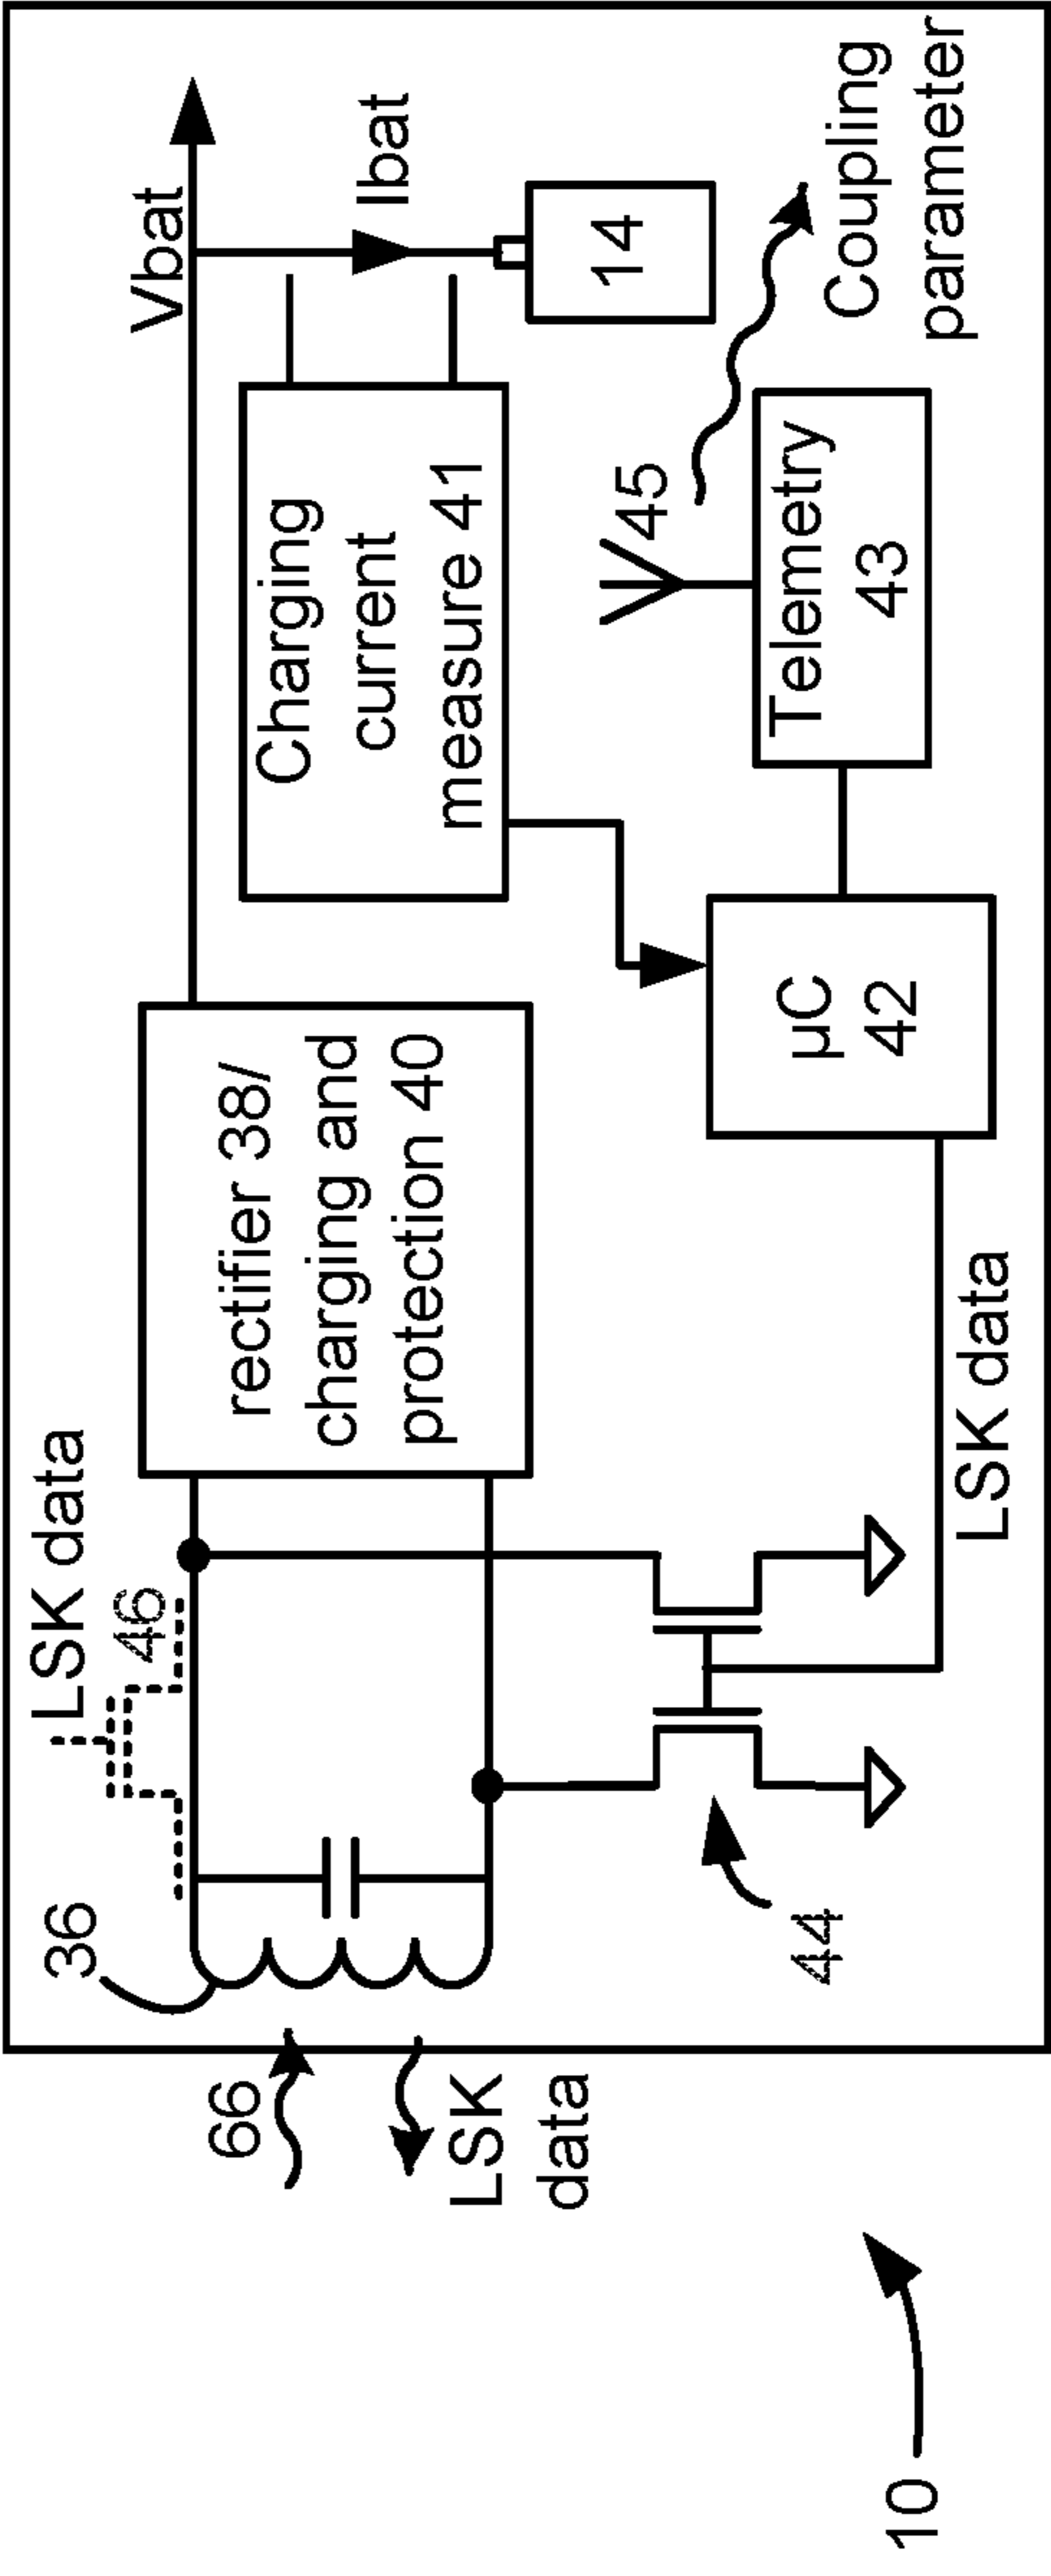 LSK data
46
36
66
LSK
data
rectifier 38/
charging and
protection 40
Vbat
Charging
current
measure 41
Ibat
14
45
Telemetry
43
Coupling
parameter
µC
42
44
LSK data
10